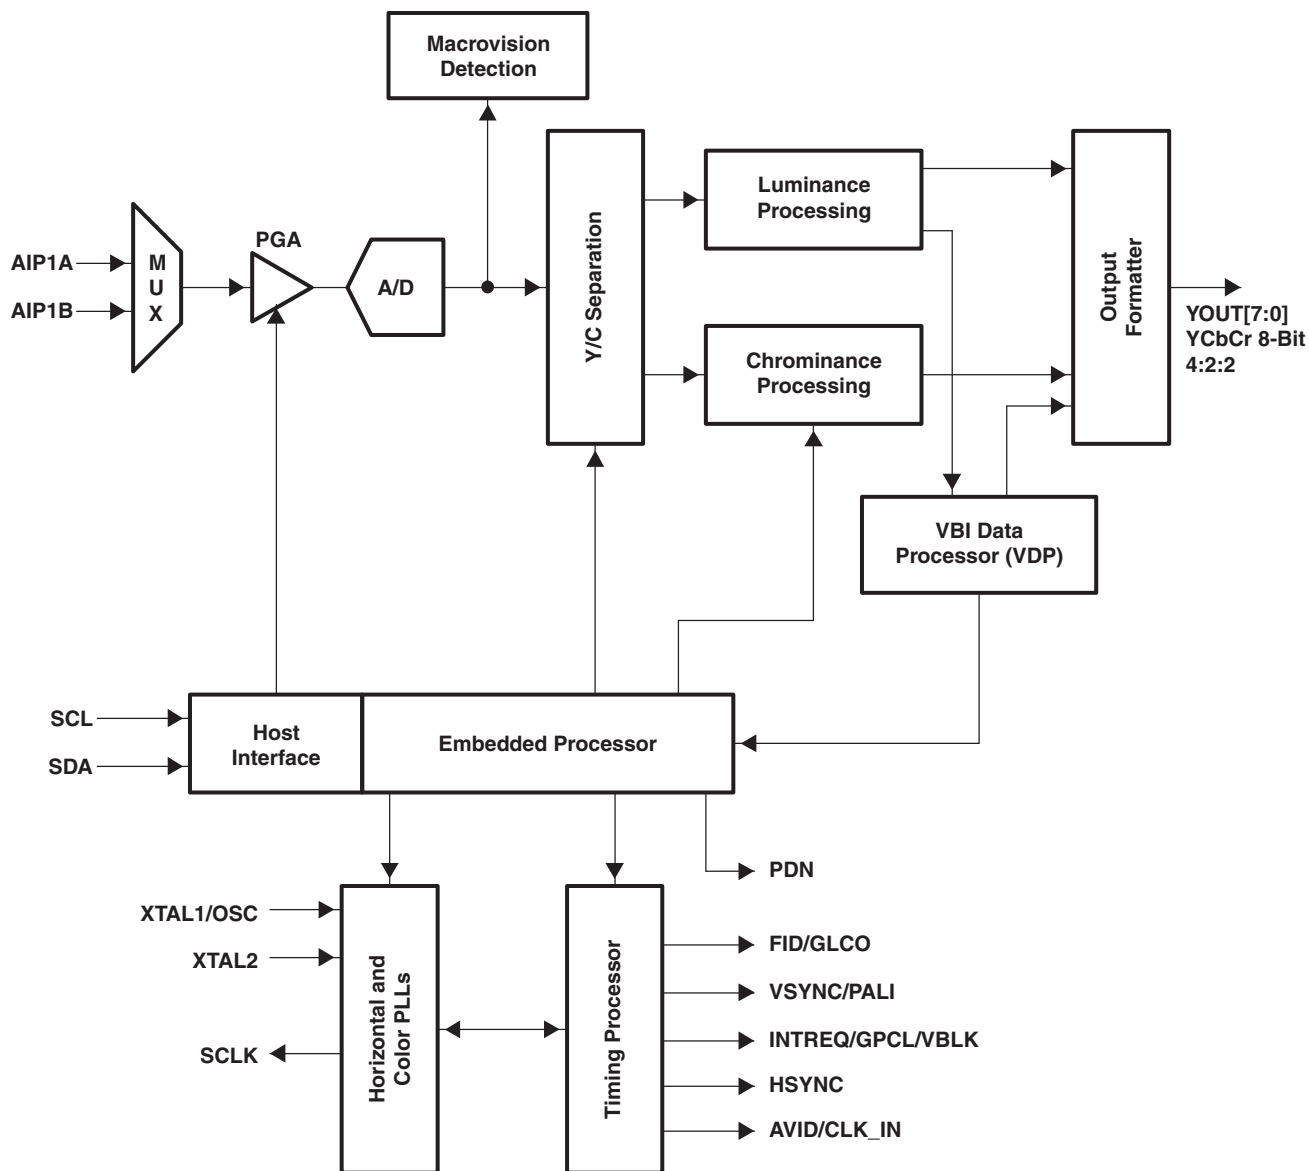 Macrovision
Detection
PGA
AIP1A
AIP1B
M
U
X
A/D
Y/C Separation
Luminance
Processing
Chrominance
Processing
Output
Formatter
YOUT[7:0]
YCbCr 8-Bit
4:2:2
VBI Data
Processor (VDP)
SCL
SDA
Host
Interface
Embedded Processor
PDN
XTAL1/OSC
XTAL2
SCLK
Horizontal and
Color PLLs
Timing Processor
FID/GLCO
VSYNC/PALI
INTREQ/GPCL/VBLK
HSYNC
AVID/CLK_IN